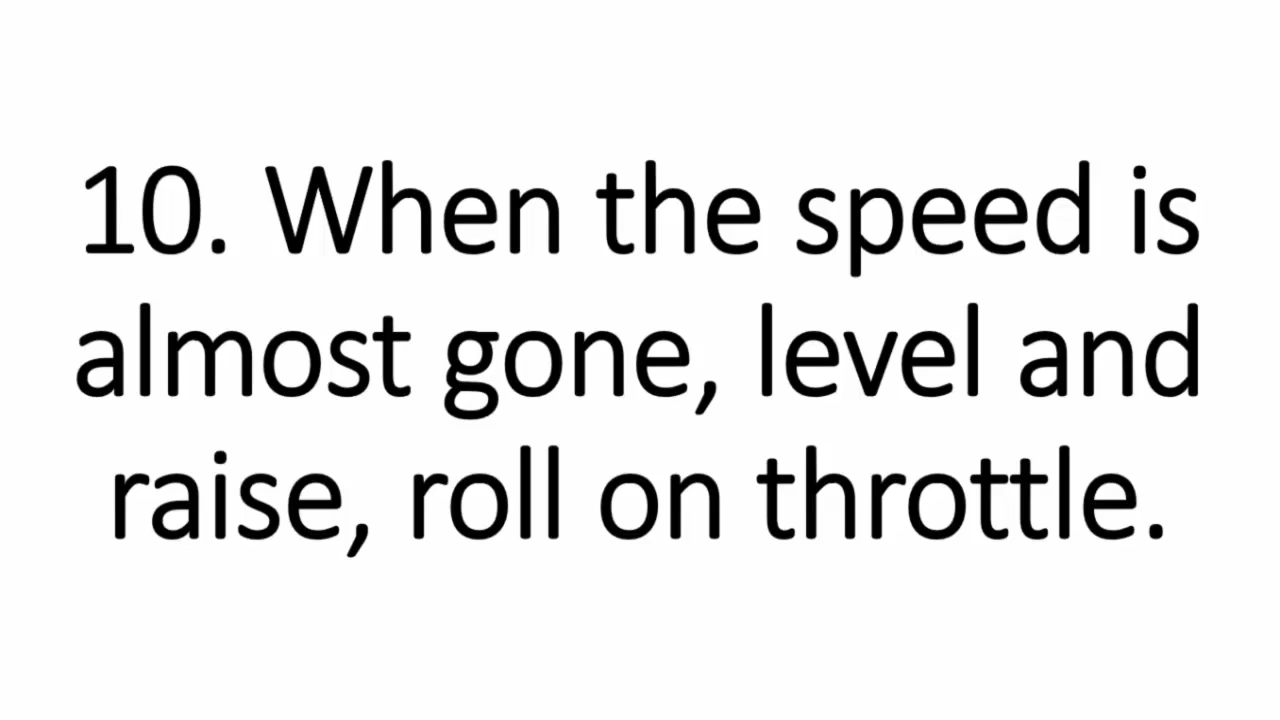 10. When the speed is
almost gone, level and
raise, roll on throttle.